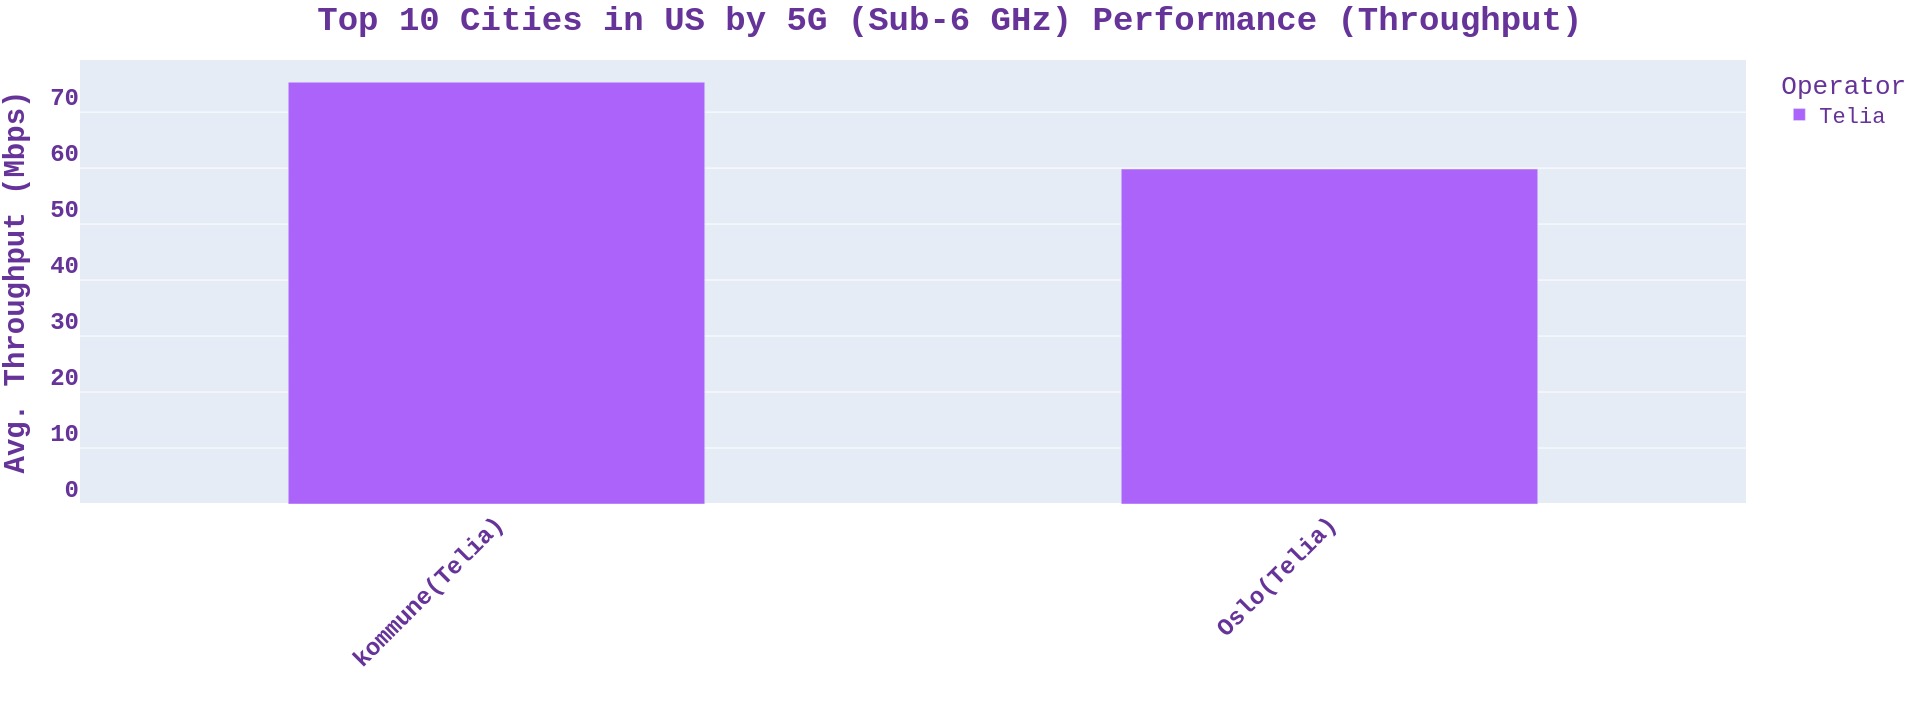 Top 10 Cities in US by 5G (Sub-6 GHz) Performance (Throughput)
Avg. Throughput (Mbps)
70
60
50
40
30
20
10
0
kommune(Telia)
Oslo(Telia)
Operator
Telia